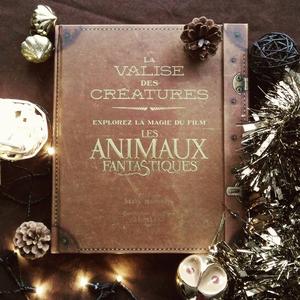 LA
VALISE
DES
CRÉATURES
EXPLOREZ LA MAGIE DU FILM
LES
ANIMAUX
FANTASTIQUES